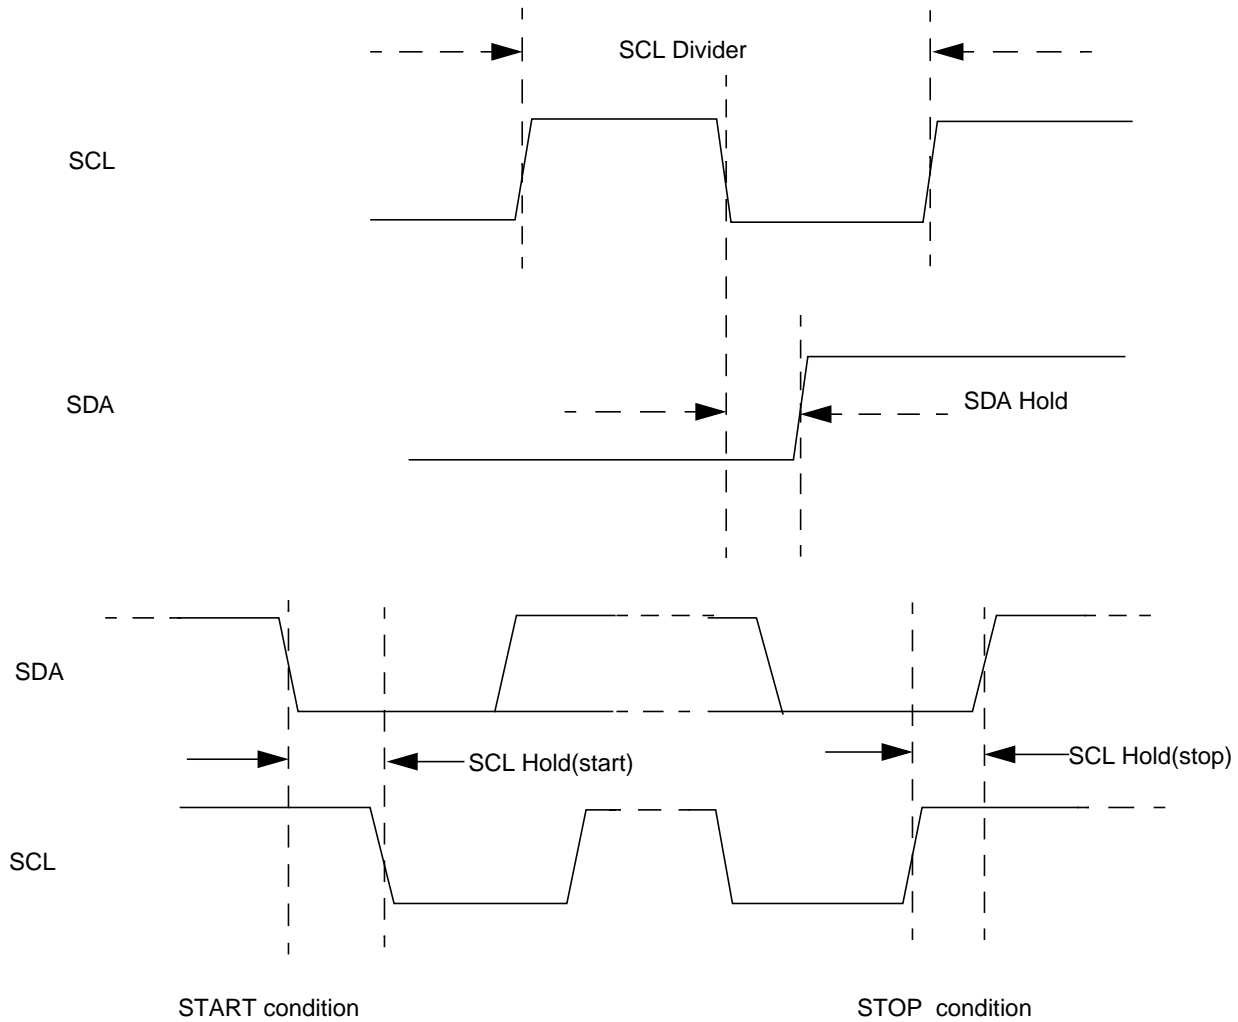 SCL Divider
SCL
SDA
SDA Hold
SDA
SCL Hold(start)
SCL Hold(stop)
SCL
START condition
STOP condition